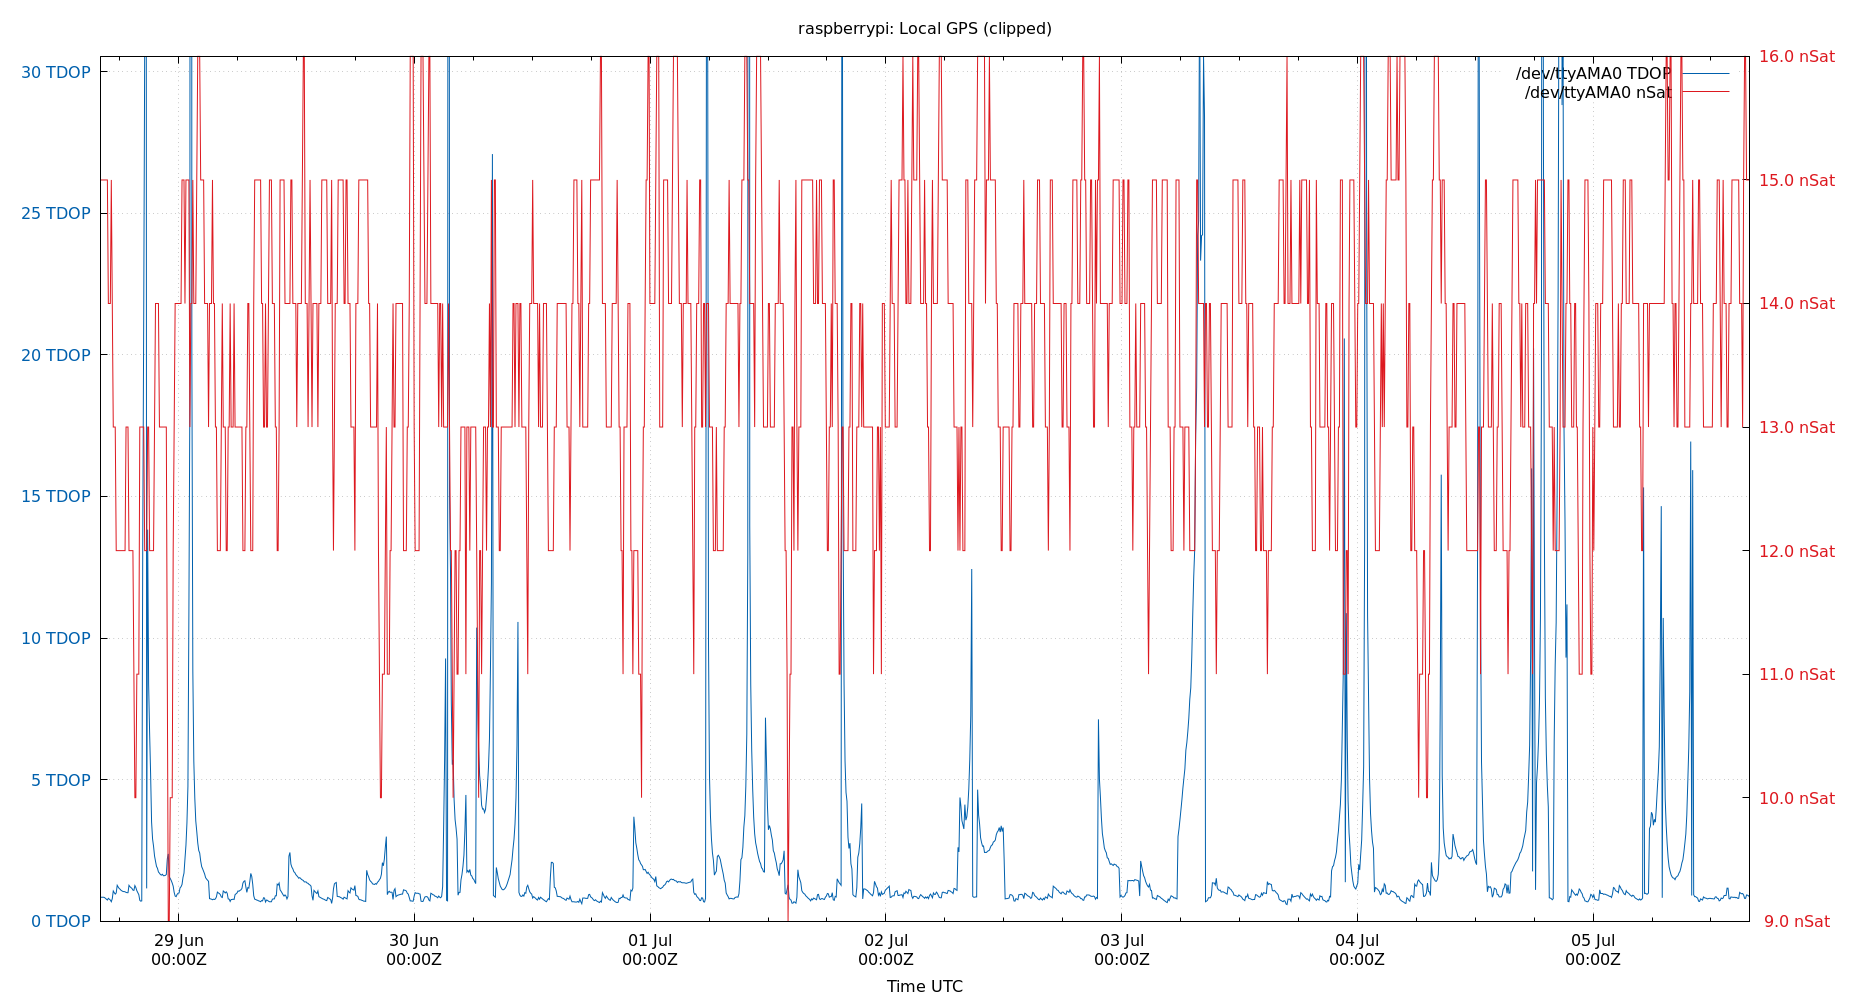 raspberrypi: Local GPS (clipped)
30 TDOP
25 TDOP
20 TDOP
15 TDOP
10 TDOP
5 TDOP
0 TDOP
16.0 nSat
15.0 nSat
14.0 nSat
13.0 nSat
12.0 nSat
11.0 nSat
10.0 nSat
9.0 nSat
/dev/ttyAMA0 TDOP
/dev/ttyAMA0 nSat
29 Jun
00:00Z
30 Jun
00:00Z
01 Jul
00:00Z
02 Jul
00:00Z
03 Jul
00:00Z
04 Jul
00:00Z
05 Jul
00:00Z
Time UTC